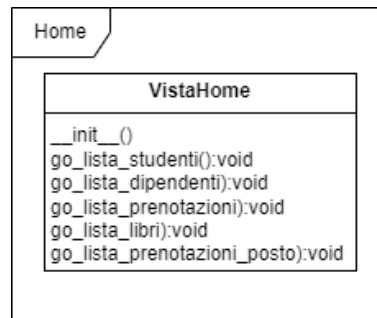 Home
VistaHome
__init__()
go_lista_studenti():void
go_lista_dipendenti):void
go_lista_prenotazioni):void
go_lista_libri):void
go_lista_prenotazioni_posto):void